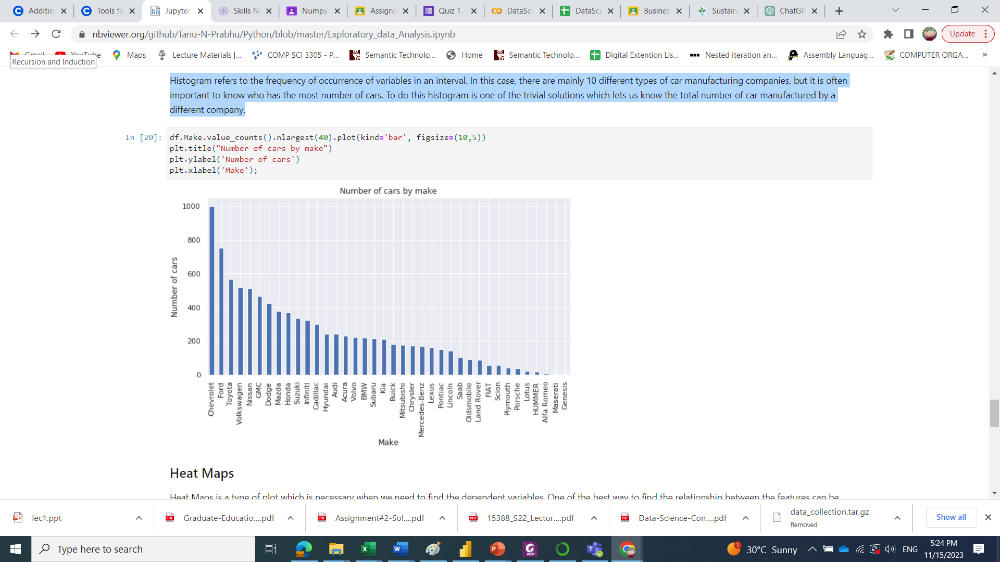 Additio
Tools fo
Jupyter
Skills N
Numpy
Assignm
Quiz 1 -
DataSci
DataSci
Busines
Sustain
ChatGP
nbviewer.org/github/Tanu-N-Prabhu/Python/blob/master/Exploratory_data_Analysis.ipynb
Update
Gmail
YouTube
Maps
Lecture Materials |...
COMP SCI 3305 - P...
Semantic Technolo...
Home
Semantic Technolo...
Digital Extention Lis...
Nested iteration an...
Assembly Languag...
COMPUTER ORGA...
»
Recursion and Induction
Histogram refers to the frequency of occurrence of variables in an interval. In this case, there are mainly 10 different types of car manufacturing companies, but it is often
important to know who has the most number of cars. To do this histogram is one of the trivial solutions which lets us know the total number of car manufactured by a
different company.
In [20]:
df.Make.value_counts().nlargest(40).plot(kind='bar', figsize=(10,5))
plt.title("Number of cars by make")
plt.ylabel('Number of cars')
plt.xlabel('Make');
Number of cars by make
1000
800
600
400
200
0
Number of cars
Chevrolet
Ford
Toyota
Volkswagen
Nissan
GMC
Dodge
Mazda
Honda
Suzuki
Infiniti
Cadillac
Hyundai
Audi
Acura
Volvo
BMW
Subaru
Kia
Buick
Mitsubishi
Chrysler
Mercedes-Benz
Lexus
Pontiac
Lincoln
Saab
Oldsmobile
Land Rover
FIAT
Scion
Plymouth
Porsche
Lotus
HUMMER
Alfa Romeo
Maserati
Genesis
Make
Heat Maps
Heat Maps is a type of plot which is necessary when we need to find the dependent variables. One of the best way to find the relationship between the features can be
lec1.ppt
Graduate-Educatio....pdf
Assignment#2-Sol....pdf
15388_S22_Lectur....pdf
Data-Science-Con....pdf
data_collection.tar.gz
Removed
Show all
Type here to search
1
30°C Sunny
ENG
5:24 PM
11/15/2023